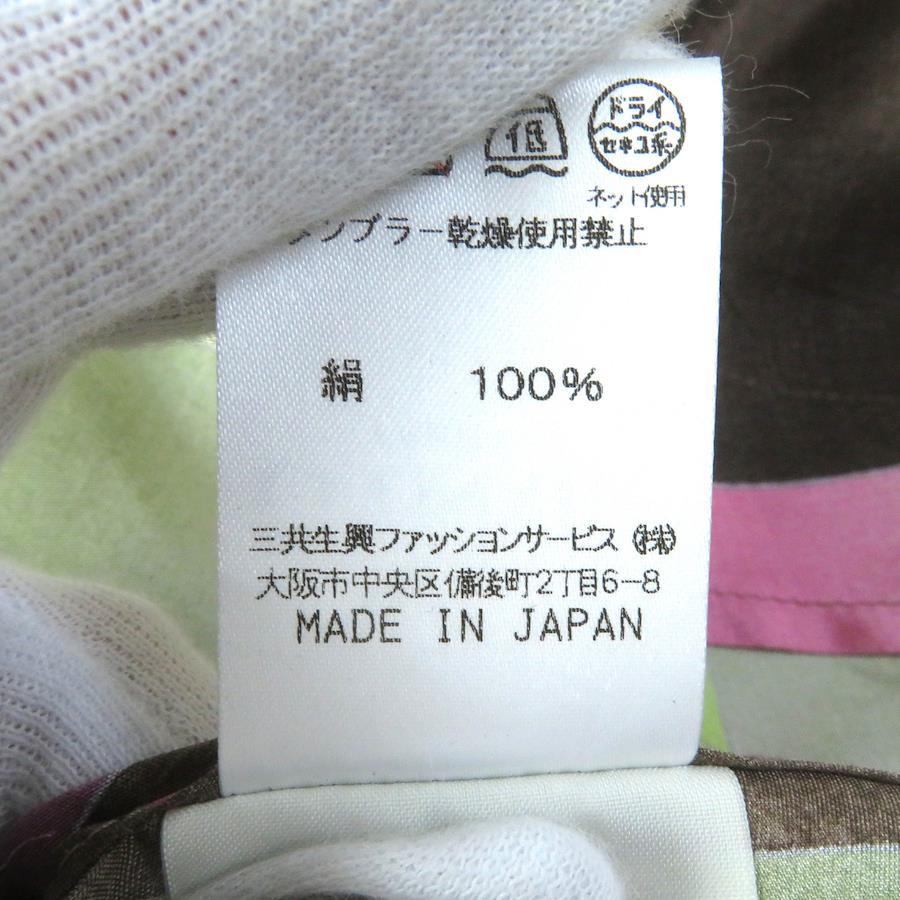 低
ドライ
セキユ系
ネット使用
タンブラー乾燥使用禁止
絹 100%
三共生興ファッションサービス(株)
大阪市中央区備後町2丁目6-8
MADE IN JAPAN